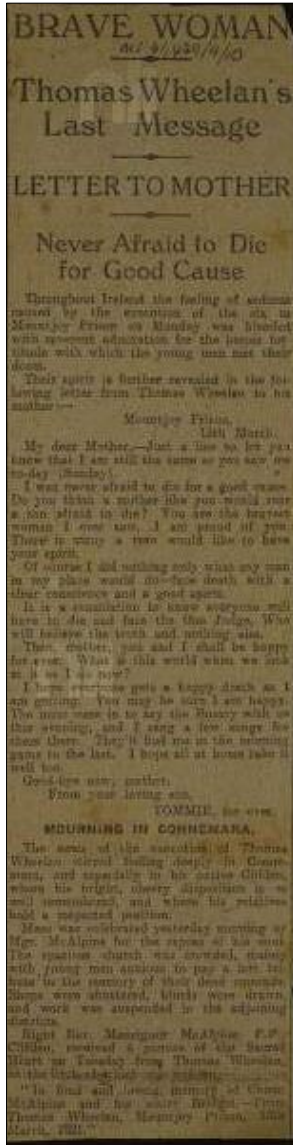 BRAVE WOMAN
Thomas Wheelan's
Last Message
LETTER TO MOTHER
Never Afraid to Die
for Good Cause
Throughout Ireland the feeling of sadness
caused by the execution of the six in
Mountjoy Prison on Monday was blended
with reverent admiration for the heroic for-
titude with which the young men met their
doom.
Their spirit is further revealed in the fol-
lowing letter from Thomas Wheelan to his
mother:—
Mountjoy Prison,
13th March.
My dear Mother,—Just a line to let you
know that I am still the same as you saw me
to-day (Sunday).
I was never afraid to die for a good cause.
Do you think a mother like you would rear
a son afraid to die? You are the bravest
woman I ever saw. I am proud of you.
There is many a man would like to have
your spirit.
Of course I did nothing only what any man
in my place would do—face death with a
clear conscience and a good spirit.
It is a consolation to know everyone will
have to die and face the One Judge, Who
will believe the truth and nothing else.
Then, mother, you and I shall be happy
for ever. What is this world when we look
at it as I do now?
I hope everyone gets a happy death as I
am getting. You may be sure I am happy.
The nuns came in to say the Rosary with us
this evening, and I sang a few songs for
them there. They'll find me in the morning
game to the last. I hope all at home take it
well too.
Good-bye now, mother.
From your loving son,
TOMMIE, for ever.
MOURNING IN CONNEMARA.
The news of the execution of Thomas
Wheelan stirred feeling deeply in Conne-
mara, and especially in his native Clifden,
where his bright, cheery disposition is so
well remembered, and where his relatives
hold a respected position.
Mass was celebrated yesterday morning by
Mgr. McAlpine for the repose of his soul.
The spacious church was crowded, mainly
with young men anxious to pay a last tri-
bute to the memory of their dead comrade.
Shops were shuttered, blinds were drawn,
and work was suspended in the adjoining
districts.
Right Rev. Monsignor McAlpine, P.P.,
Clifden, received a picture of the Sacred
Heart on Tuesday from Thomas Wheelan,
"In fond and loving memory of Canon
McAlpine and his
Thomas Wheelan, Mountjoy Prison,
March, 1921."